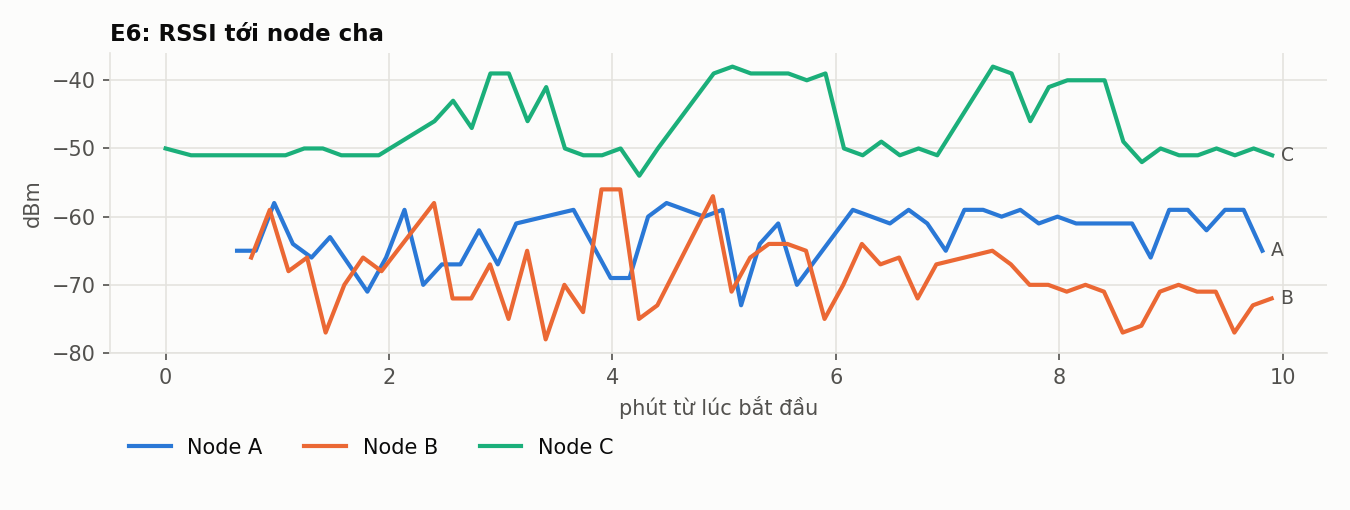 E6: RSSI tới node cha
−40
−50
−60
−70
−80
dBm
C
A
B
0 2 4 6 8 10
phút từ lúc bắt đầu
Node A Node B Node C